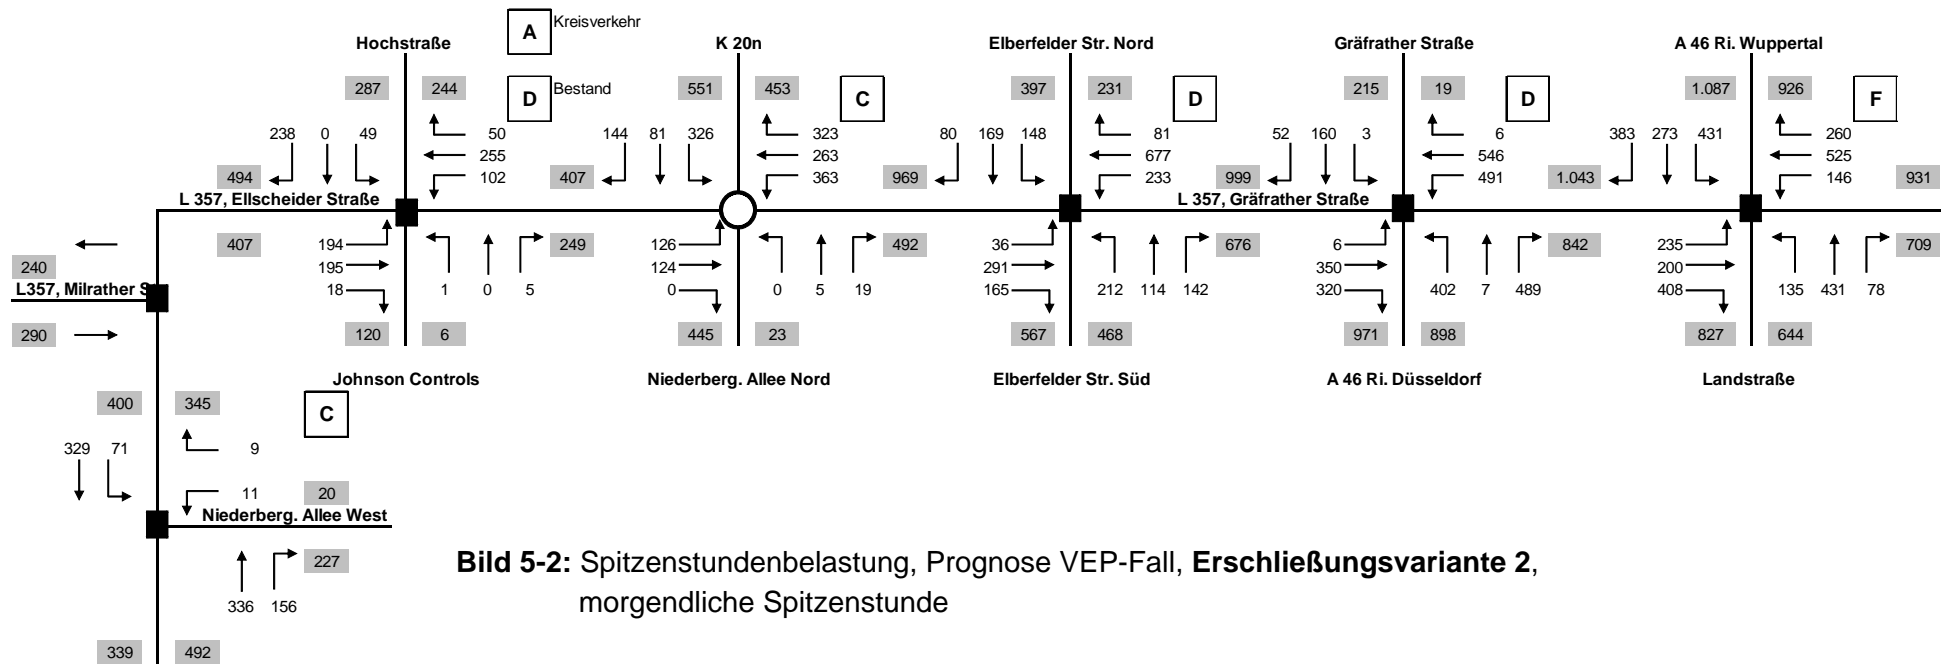 A Kreisverkehr
Hochstraße K 20n Elberfelder Str. Nord Gräfrather Straße A 46 Ri. Wuppertal
287 244 D Bestand 551 453 C 397 231 D 215 19 D 1.087 926 F
238 0 49 50 144 81 326 323 80 169 148 81 52 160 3 6 383 273 431 260
255 263 677 546 525
494 102 407 363 969 233 999 491 1.043 146 931
L 357, Ellscheider Straße L 357, Gräfrather Straße
407 194 249 126 492 36 676 6 842 235 709
240 195 124 291 350 200
L357, Milrather S
18 1 0 5 0 0 5 19 165 212 114 142 320 402 7 489 408 135 431 78
290 120 6 445 23 567 468 971 898 827 644
Johnson Controls Niederberg. Allee Nord Elberfelder Str. Süd A 46 Ri. Düsseldorf Landstraße
400 345 C
329 71 9
11 20
Niederberg. Allee West
227
336 156
339 492
Bild 5-2: Spitzenstundenbelastung, Prognose VEP-Fall, Erschließungsvariante 2,
morgendliche Spitzenstunde